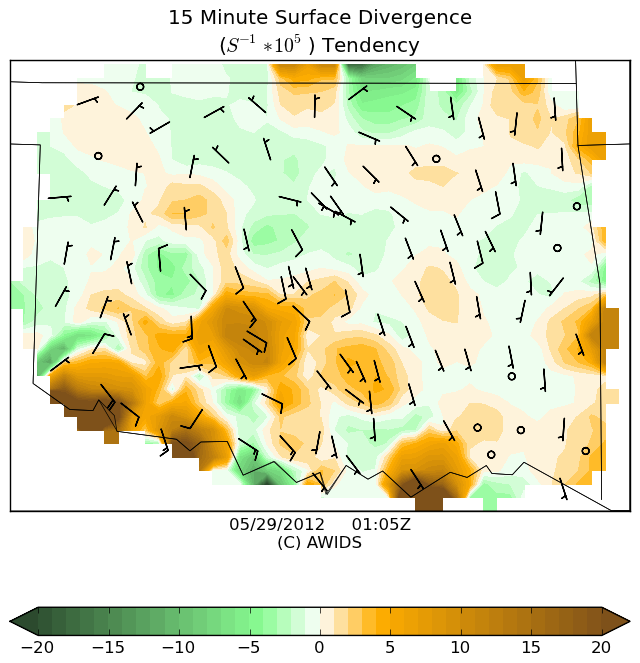 15 Minute Surface Divergence
(S⁻¹ *10⁵ ) Tendency
05/29/2012 01:05Z
(C) AWIDS
−20 −15 −10 −5 0 5 10 15 20